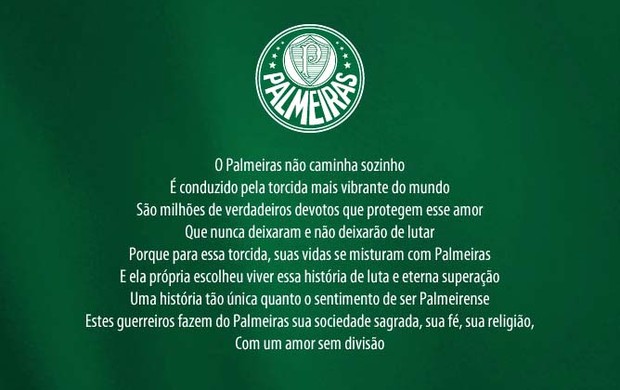 P
PALMEIRAS
O Palmeiras não caminha sozinho
É conduzido pela torcida mais vibrante do mundo
São milhões de verdadeiros devotos que protegem esse amor
Que nunca deixaram e não deixarão de lutar
Porque para essa torcida, suas vidas se misturam com Palmeiras
E ela própria escolheu viver essa história de luta e eterna superação
Uma história tão única quanto o sentimento de ser Palmeirense
Estes guerreiros fazem do Palmeiras sua sociedade sagrada, sua fé, sua religião,
Com um amor sem divisão